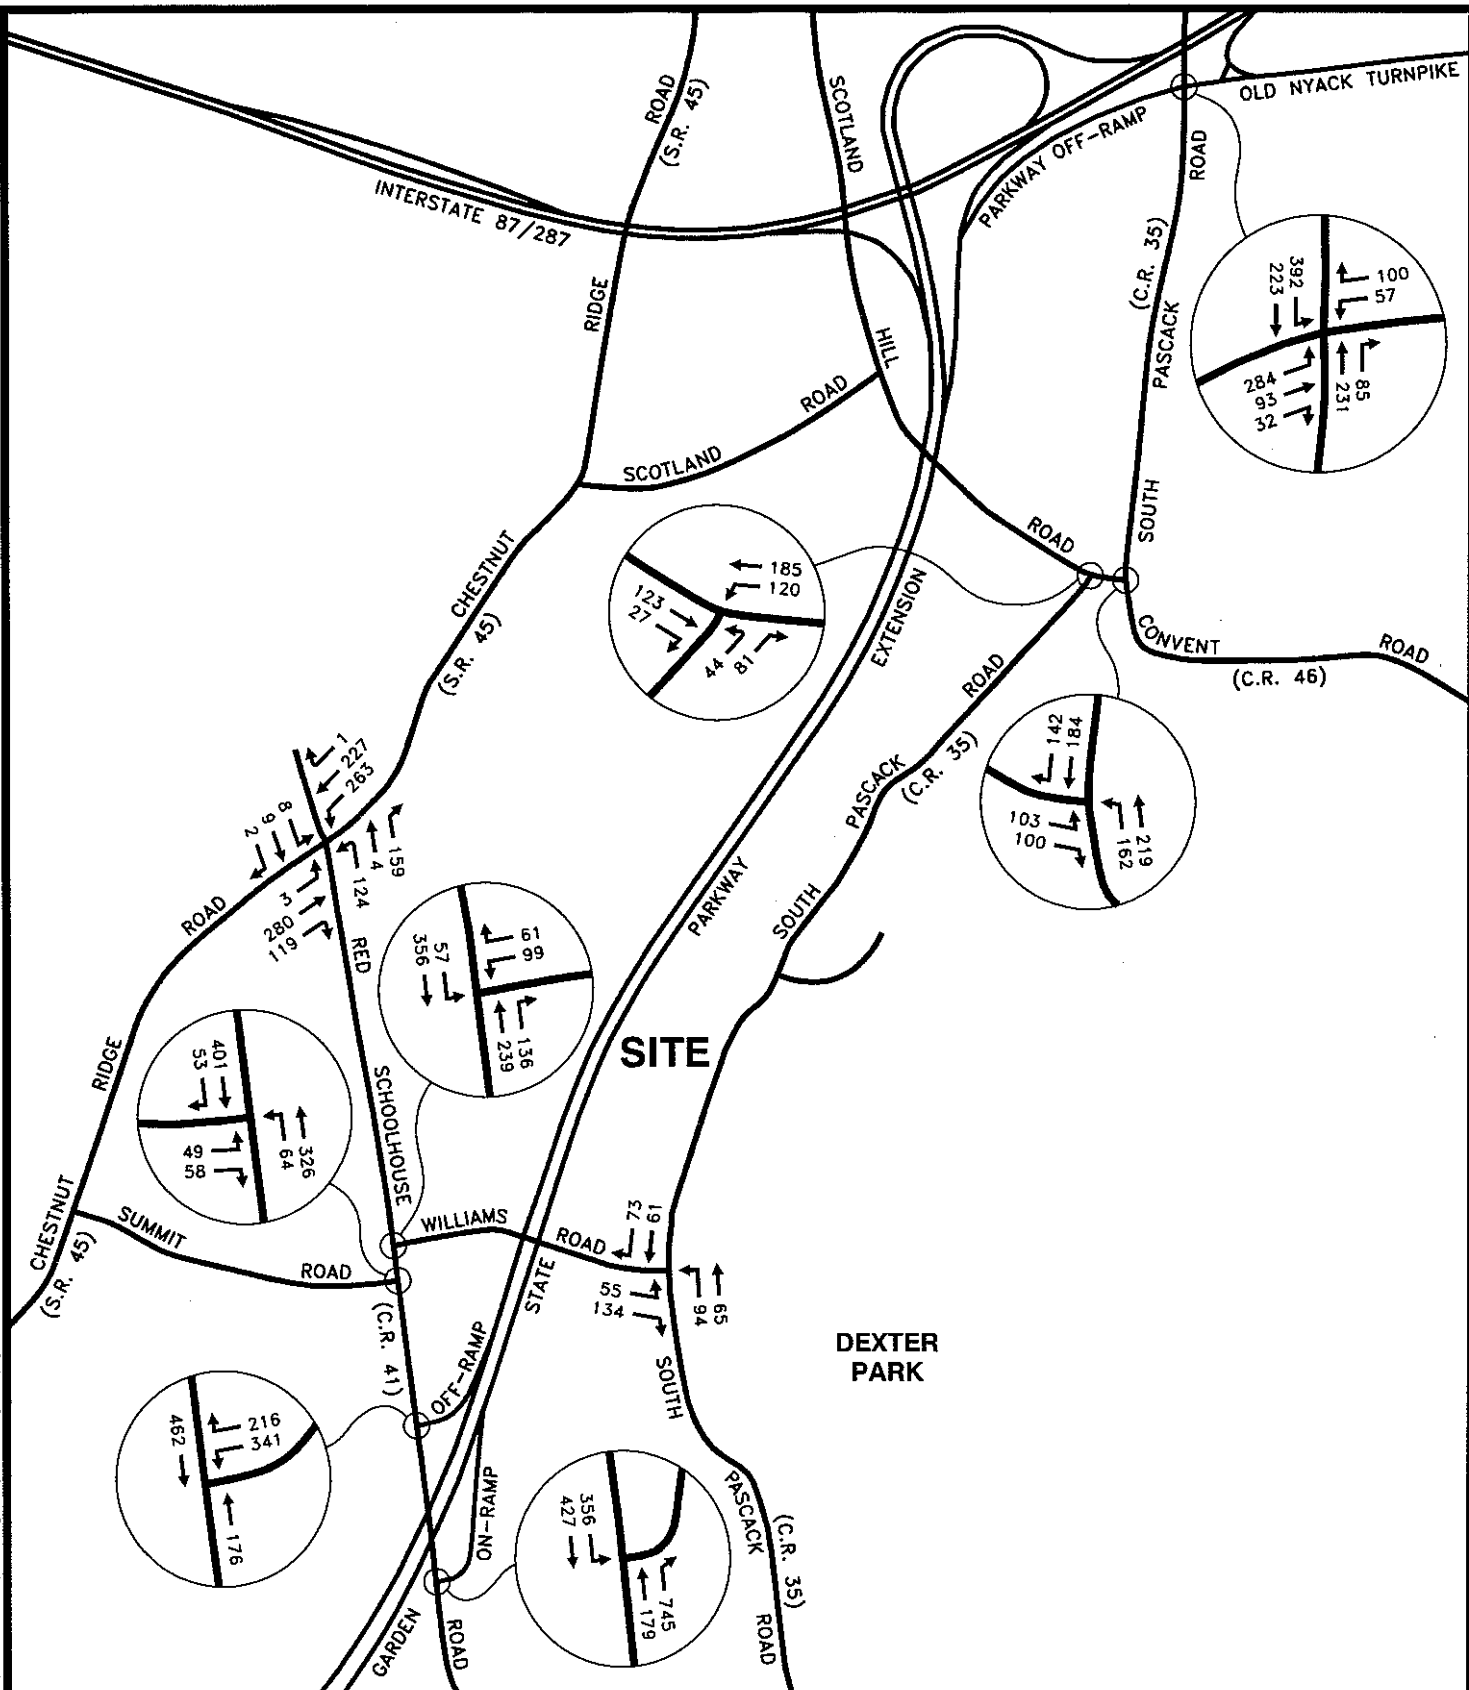 ROAD
(S.R. 45)
SCOTLAND
OLD NYACK TURNPIKE
PARKWAY OFF-RAMP
ROAD
INTERSTATE 87/287
(C.R. 35)
PASCACK
RIDGE
HILL
392
223
100
57
284
93
32
231
85
ROAD
SCOTLAND
SOUTH
ROAD
CHESTNUT
(S.R. 45)
185
120
123
27
44
81
EXTENSION
ROAD
CONVENT
ROAD
(C.R. 46)
142
184
103
100
219
162
PASCACK
(C.R. 35)
1
227
263
8
9
2
159
4
124
3
280
119
ROAD
RED
PARKWAY
SOUTH
61
99
57
356
136
239
SITE
RIDGE
401
53
49
58
326
64
SCHOOLHOUSE
CHESTNUT
(S.R. 45)
SUMMIT
ROAD
WILLIAMS
ROAD
STATE
73
61
55
134
65
94
(C.R. 41)
OFF-RAMP
DEXTER
PARK
SOUTH
462
216
341
176
ON-RAMP
356
427
745
179
PASCACK
(C.R. 35)
GARDEN
ROAD
ROAD